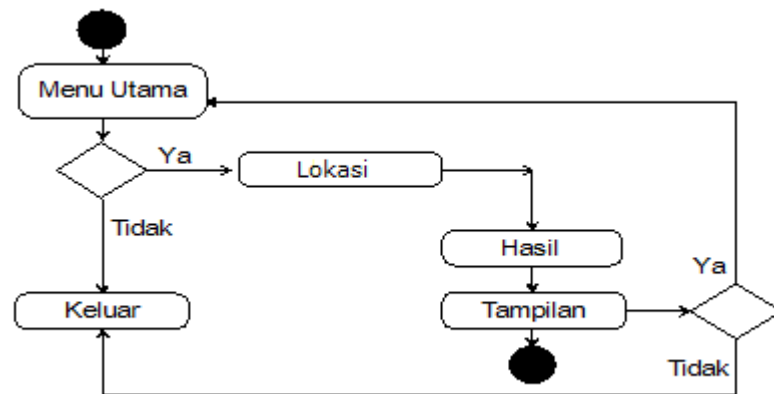 Menu Utama
Ya
Lokasi
Tidak
Hasil
Ya
Keluar
Tampilan
Tidak